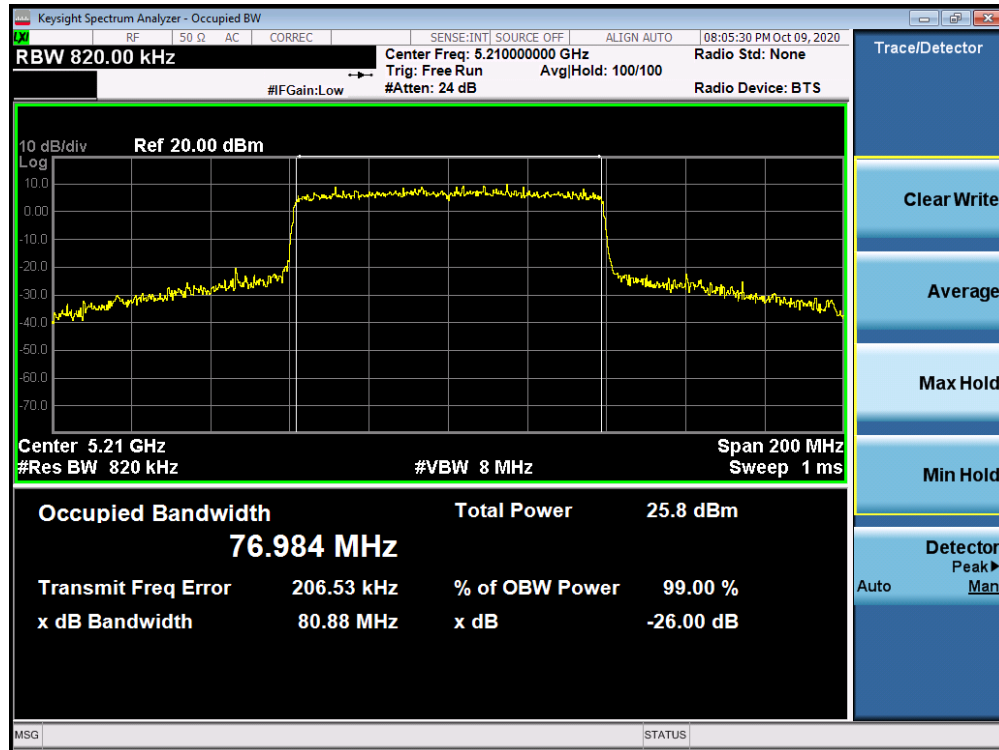 Keysight Spectrum Analyzer - Occupied BW
LXI RF 50 Ω AC CORREC SENSE:INT SOURCE OFF ALIGN AUTO 08:05:30 PM Oct 09, 2020
RBW 820.00 kHz
Center Freq: 5.210000000 GHz
Radio Std: None
Trig: Free Run Avg|Hold: 100/100
#IFGain:Low
#Atten: 24 dB
Radio Device: BTS
10 dB/div Ref 20.00 dBm
Log
10.0
0.00
-10.0
-20.0
-30.0
-40.0
-50.0
-60.0
-70.0
Center 5.21 GHz
Span 200 MHz
#Res BW 820 kHz
#VBW 8 MHz
Sweep 1 ms
Occupied Bandwidth
76.984 MHz
Total Power 25.8 dBm
Transmit Freq Error 206.53 kHz
% of OBW Power 99.00 %
x dB Bandwidth 80.88 MHz
x dB -26.00 dB
MSG
STATUS
Trace/Detector
Clear Write
Average
Max Hold
Min Hold
Detector
Peak▶
Auto Man